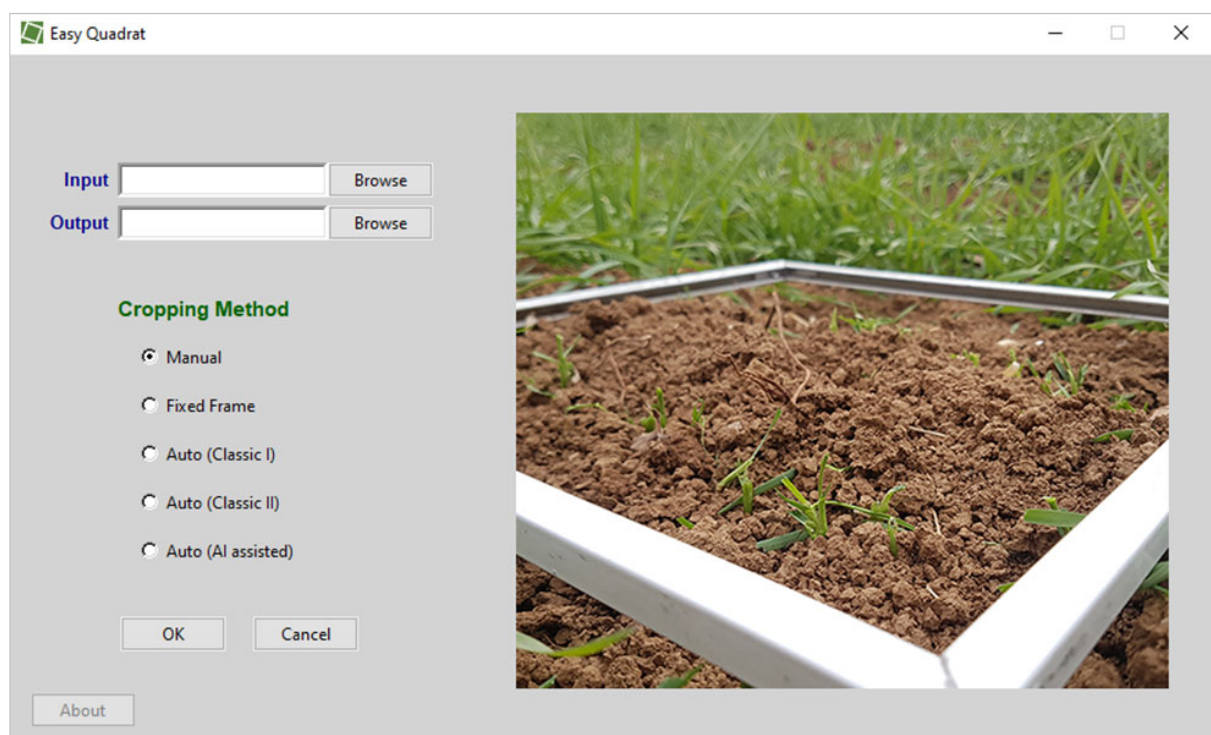 Easy Quadrat
Input Browse
Output Browse
Cropping Method
Manual
Fixed Frame
Auto (Classic I)
Auto (Classic II)
Auto (AI assisted)
OK Cancel
About